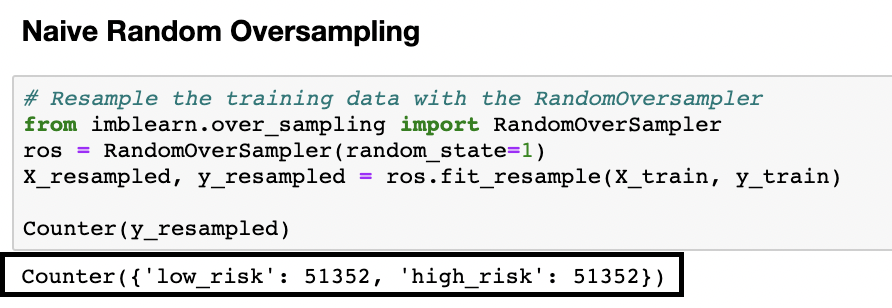 Naive Random Oversampling
# Resample the training data with the RandomOversampler
from imblearn.over_sampling import RandomOverSampler
ros = RandomOverSampler(random_state=1)
X_resampled, y_resampled = ros.fit_resample(X_train, y_train)
Counter(y_resampled)
Counter({'low_risk': 51352, 'high_risk': 51352})